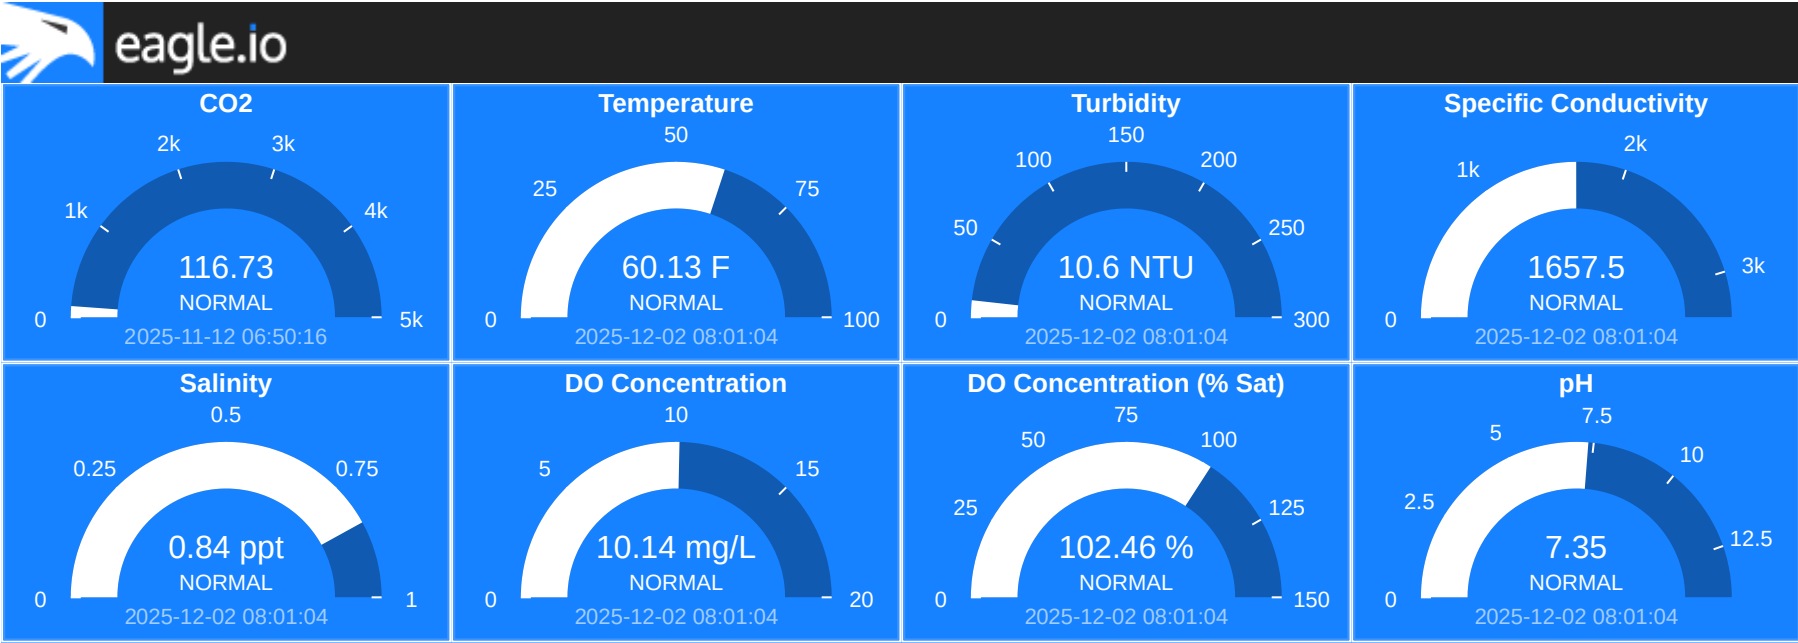 eagle.io
CO2
2k 3k
1k 4k
116.73
NORMAL
0 5k
2025-11-12 06:50:16
Temperature
50
25 75
60.13 F
NORMAL
0 100
2025-12-02 08:01:04
Turbidity
150
100 200
50 250
10.6 NTU
NORMAL
0 300
2025-12-02 08:01:04
Specific Conductivity
2k
1k
3k
1657.5
NORMAL
0
2025-12-02 08:01:04
Salinity
0.5
0.25 0.75
0.84 ppt
NORMAL
0 1
2025-12-02 08:01:04
DO Concentration
10
5 15
10.14 mg/L
NORMAL
0 20
2025-12-02 08:01:04
DO Concentration (% Sat)
75
50 100
25 125
102.46 %
NORMAL
0 150
2025-12-02 08:01:04
pH
7.5
5 10
2.5 12.5
7.35
NORMAL
0
2025-12-02 08:01:04